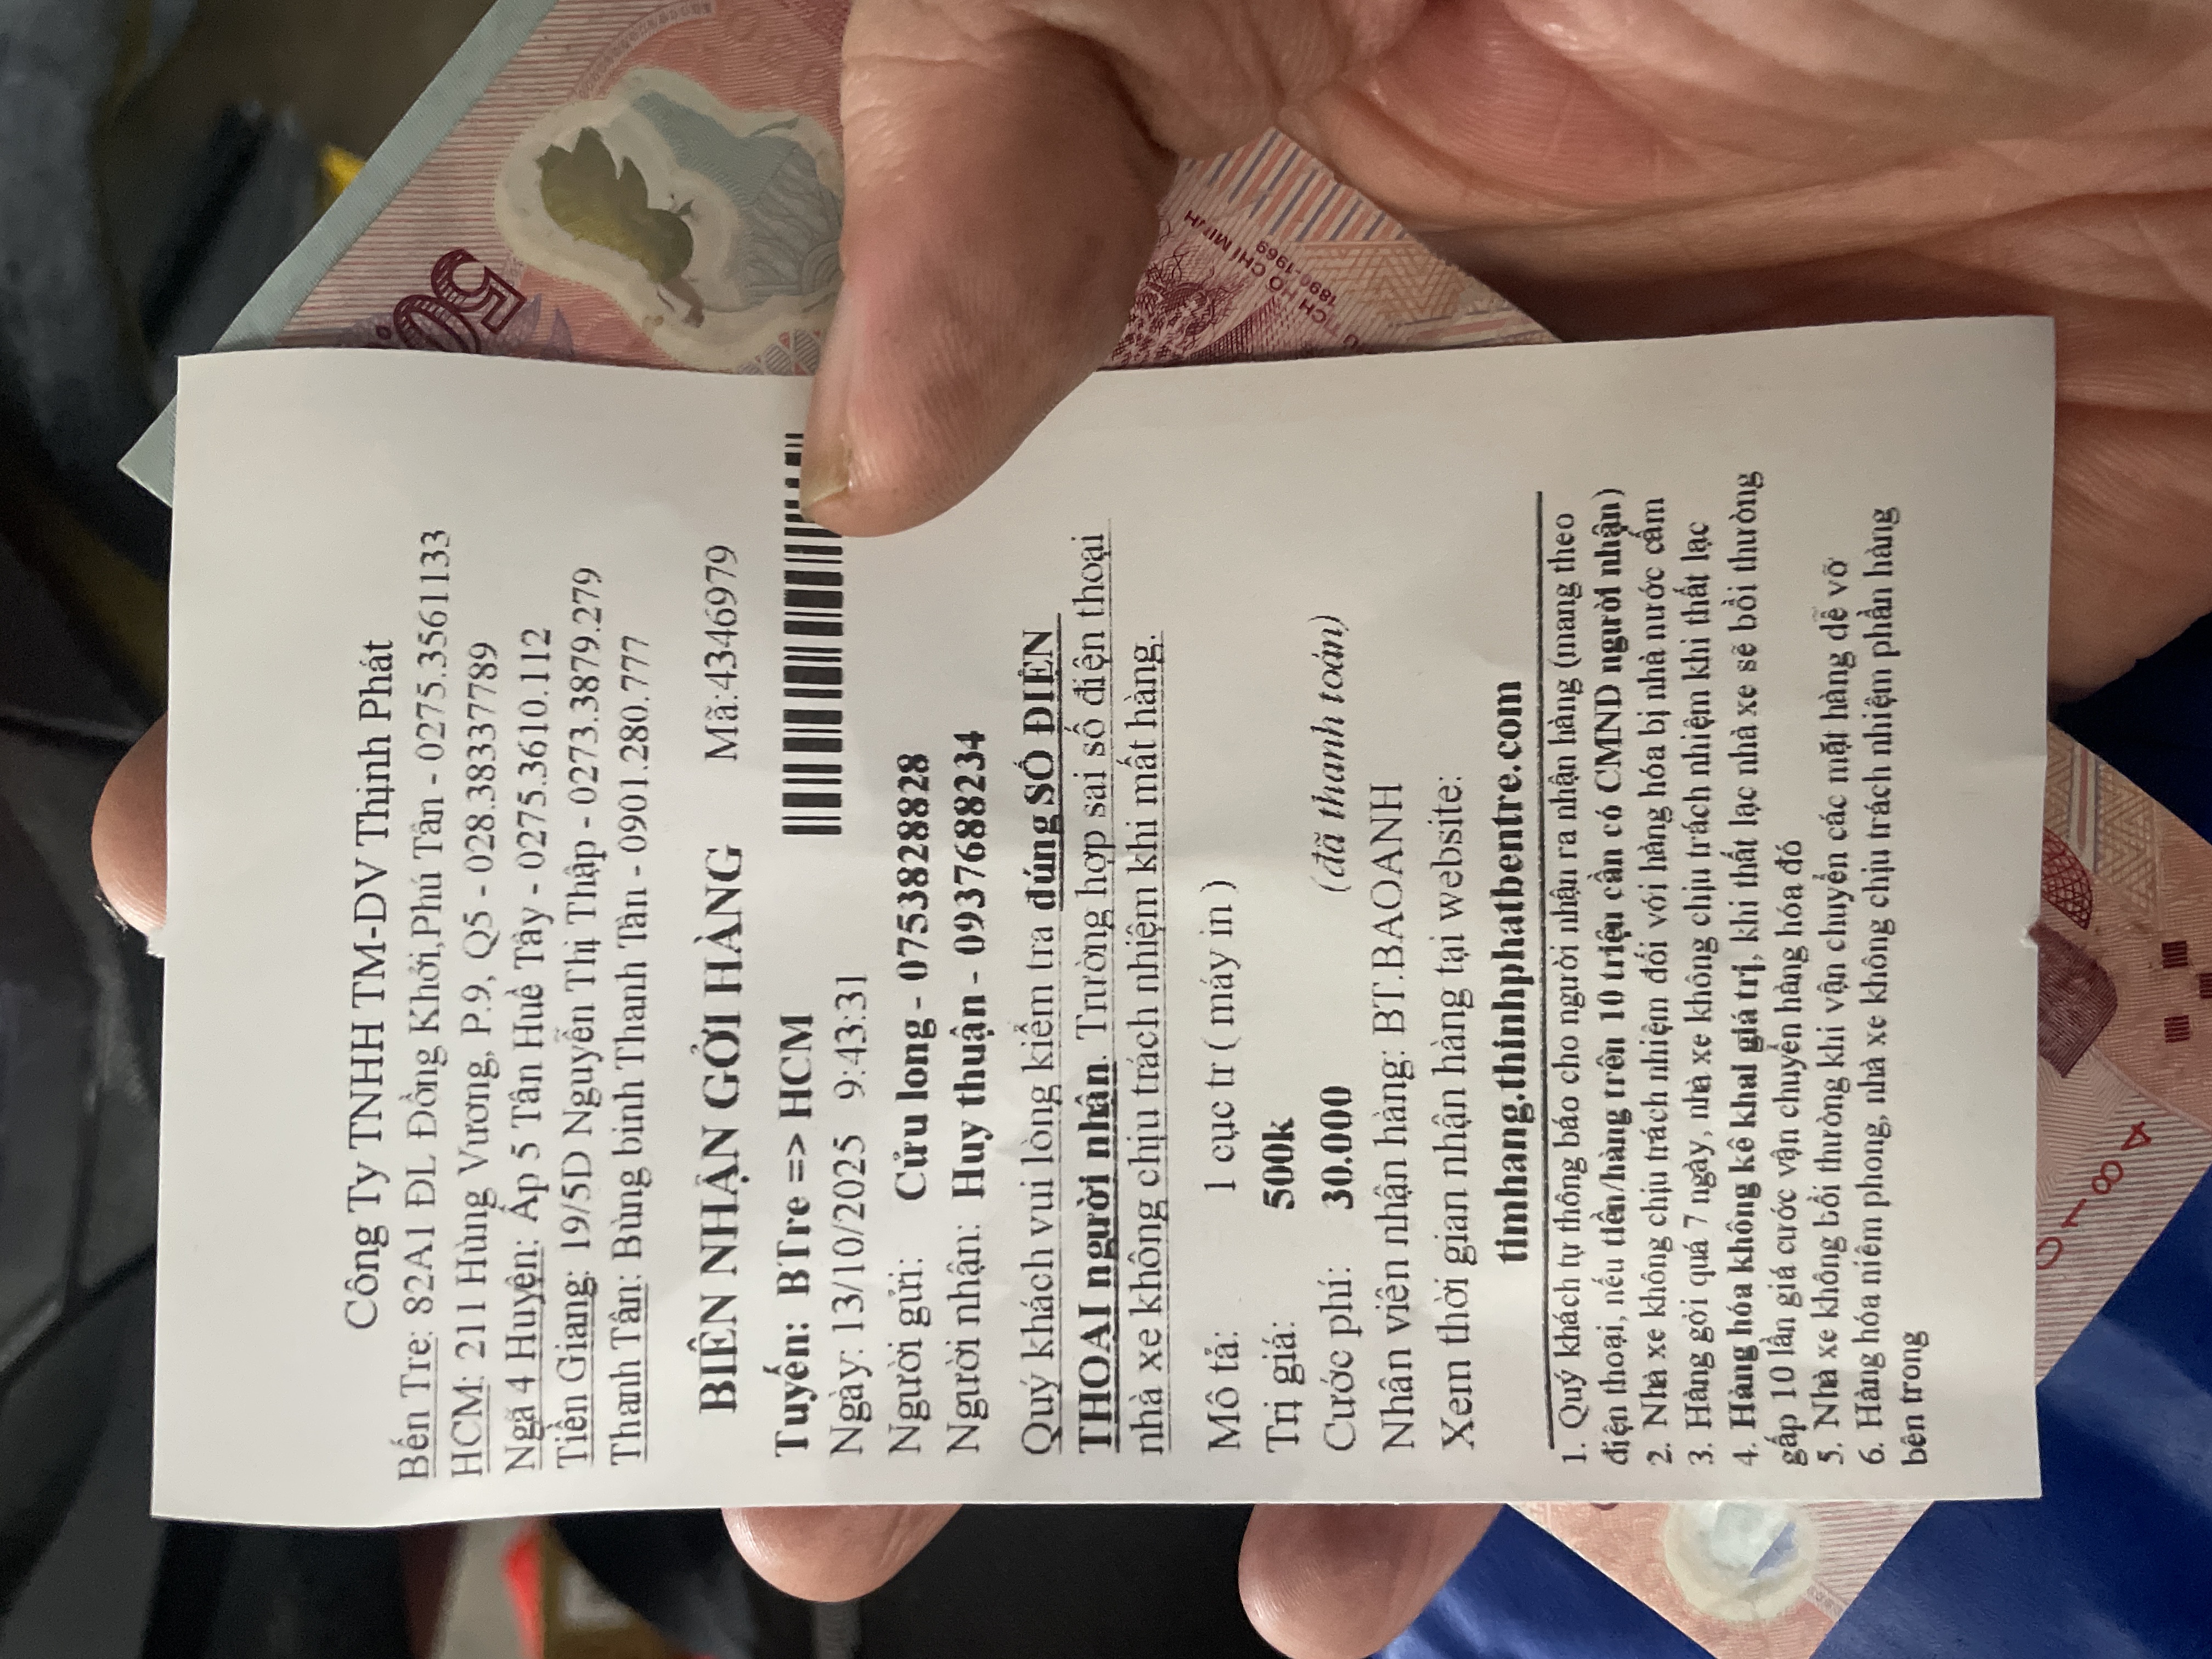 Công Ty TNHH TM-DV Thịnh Phát
Bến Tre: 82A1 ĐL Đồng Khởi,Phú Tân - 0275.3561133
HCM: 211 Hùng Vương, P.9, Q5 - 028.38337789
Ngã 4 Huyện: Ấp 5 Tân Huề Tây - 0275.3610.112
Tiền Giang: 19/5D Nguyễn Thị Thập - 0273.3879.279
Thanh Tân: Bùng binh Thanh Tân - 0901.280.777
BIÊN NHẬN GỞI HÀNG Mã:4346979
Tuyến: BTre => HCM
Ngày: 13/10/2025 9:43:31
Người gửi: Cửu long - 0753828828
Người nhận: Huy thuận - 0937688234
Quý khách vui lòng kiểm tra đúng SỐ ĐIỆN
THOẠI người nhận. Trường hợp sai số điện thoại
nhà xe không chịu trách nhiệm khi mất hàng.
Mô tả: 1 cục tr ( máy in )
Trị giá: 500k
Cước phí: 30.000 (đã thanh toán)
Nhân viên nhận hàng: BT.BAOANH
Xem thời gian nhận hàng tại website:
timhang.thinhphatbentre.com
1. Quý khách tự thông báo cho người nhận ra nhận hàng (mang theo
điện thoại, nếu tiền/hàng trên 10 triệu cần có CMND người nhận)
2. Nhà xe không chịu trách nhiệm đối với hàng hóa bị nhà nước cấm
3. Hàng gởi quá 7 ngày, nhà xe không chịu trách nhiệm khi thất lạc
4. Hàng hóa không kê khai giá trị, khi thất lạc nhà xe sẽ bồi thường
gấp 10 lần giá cước vận chuyển hàng hóa đó
5. Nhà xe không bồi thường khi vận chuyển các mặt hàng dễ vỡ
6. Hàng hóa niêm phong, nhà xe không chịu trách nhiệm phần hàng
bên trong
50
HỒ CHÍ MINH
1890-1969